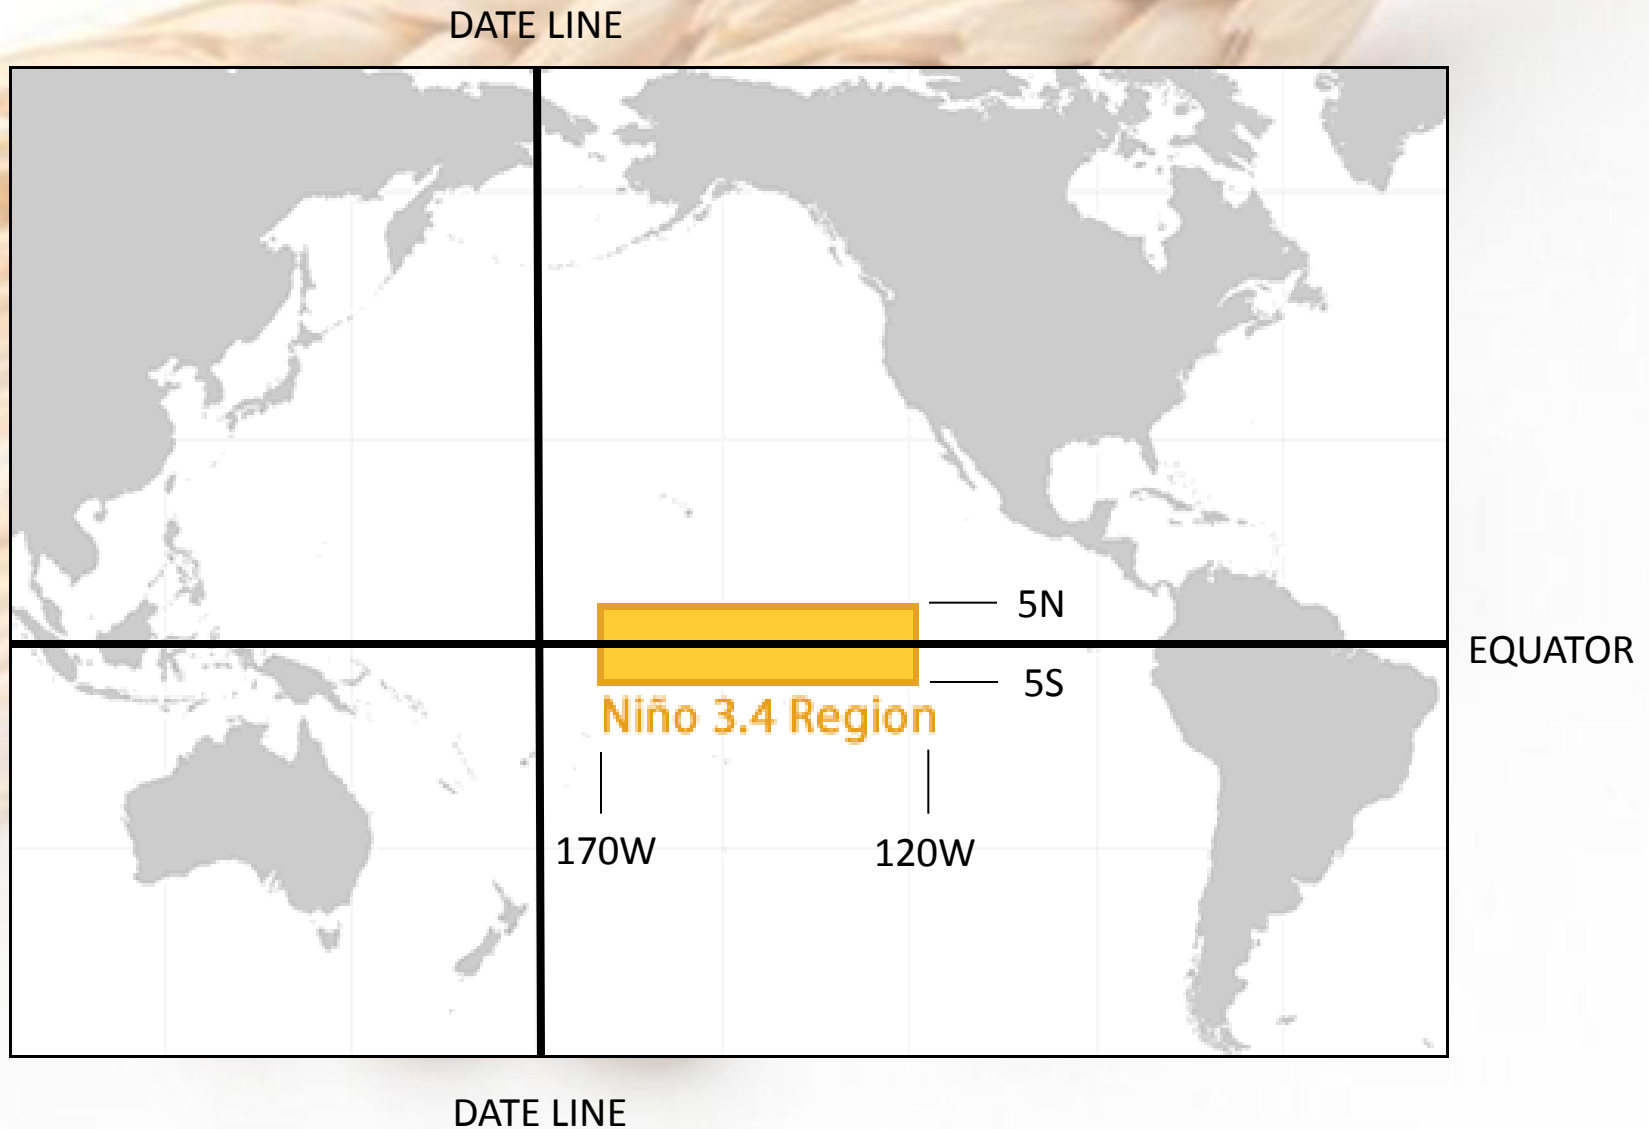 DATE LINE
5N
EQUATOR
5S
Niño 3.4 Region
170W
120W
DATE LINE